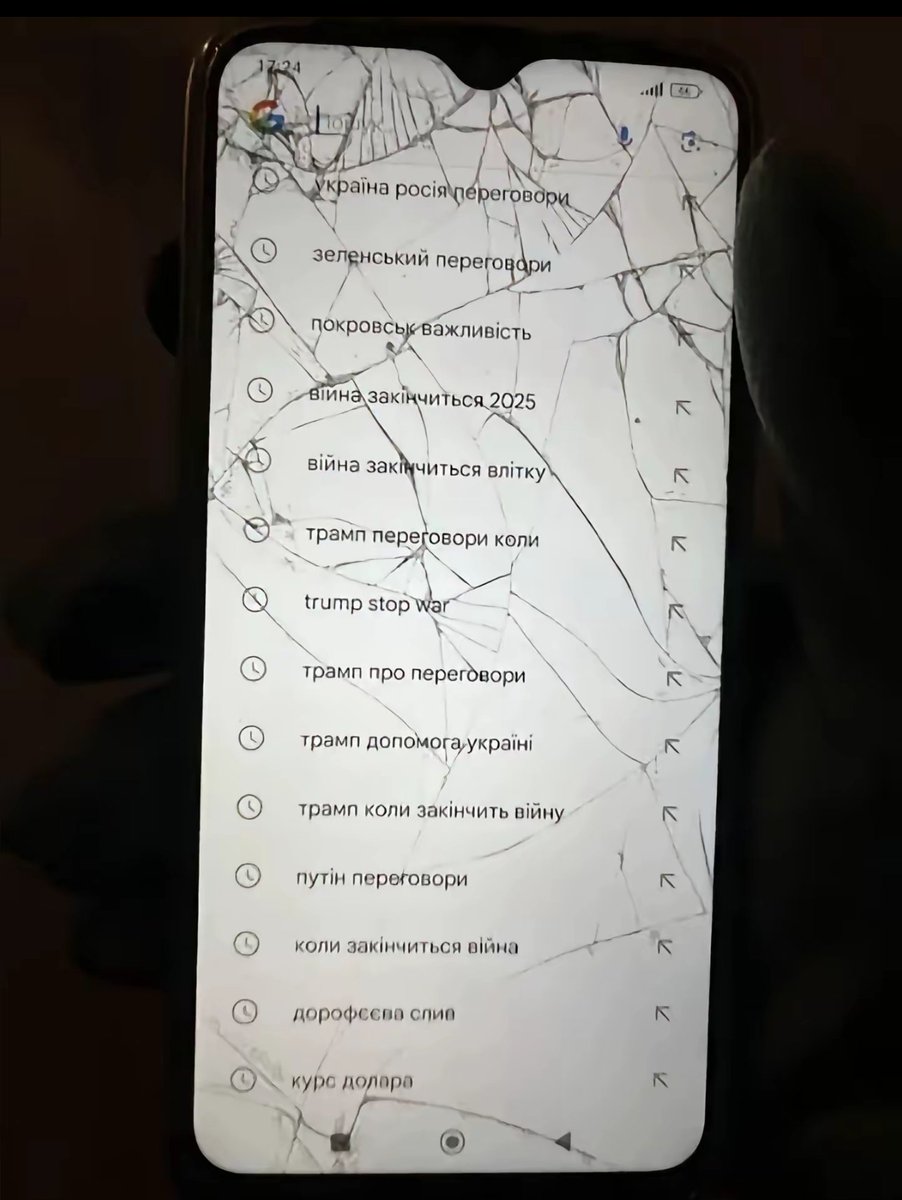 17:24
44
україна росія переговори
зеленський переговори
покровськ важливість
війна закінчиться 2025
війна закінчиться влітку
трамп переговори коли
trump stop war
трамп про переговори
трамп допомога україні
трамп коли закінчить війну
путін переговори
коли закінчиться війна
дорофєєва слив
курс долара